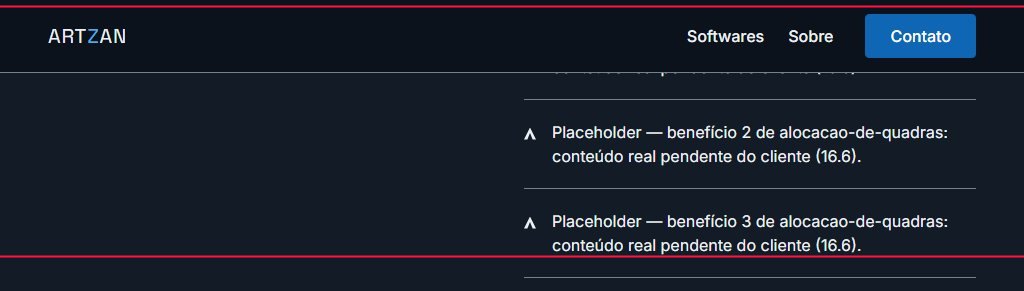 ARTZAN
Softwares
Sobre
Contato
Placeholder — benefício 2 de alocacao-de-quadras:
conteúdo real pendente do cliente (16.6).
Placeholder — benefício 3 de alocacao-de-quadras:
conteúdo real pendente do cliente (16.6).